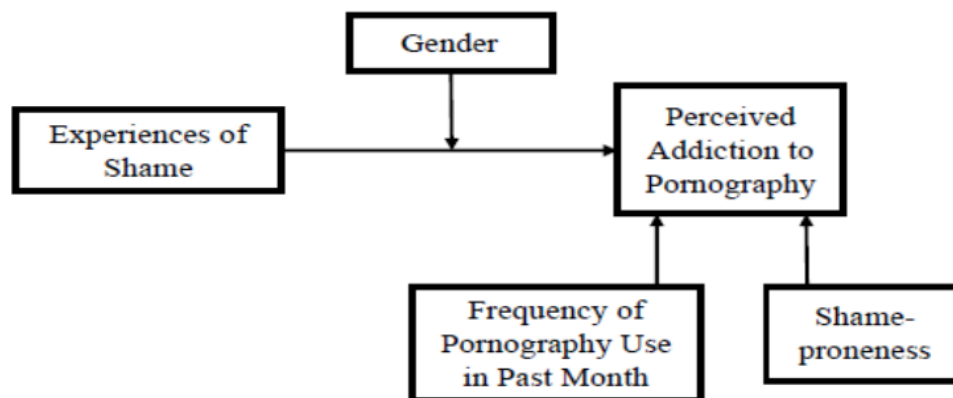 Gender
Experiences of
Shame
Perceived
Addiction to
Pornography
Frequency of
Pornography Use
in Past Month
Shame-
proneness